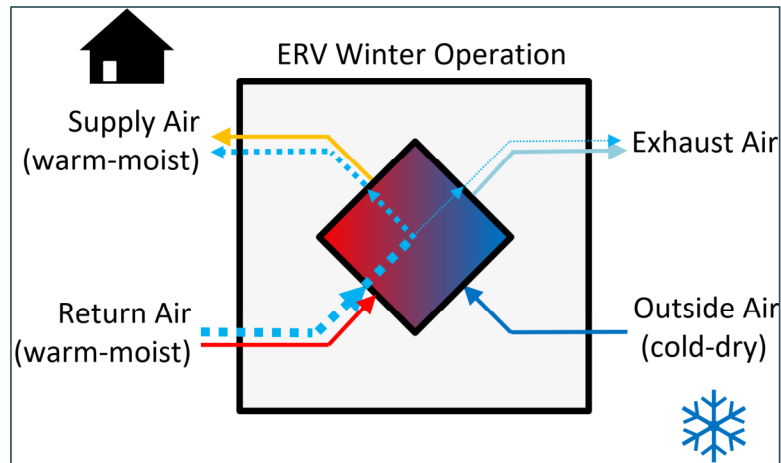 ERV Winter Operation
Supply Air
(warm-moist)
Exhaust Air
Return Air
(warm-moist)
Outside Air
(cold-dry)